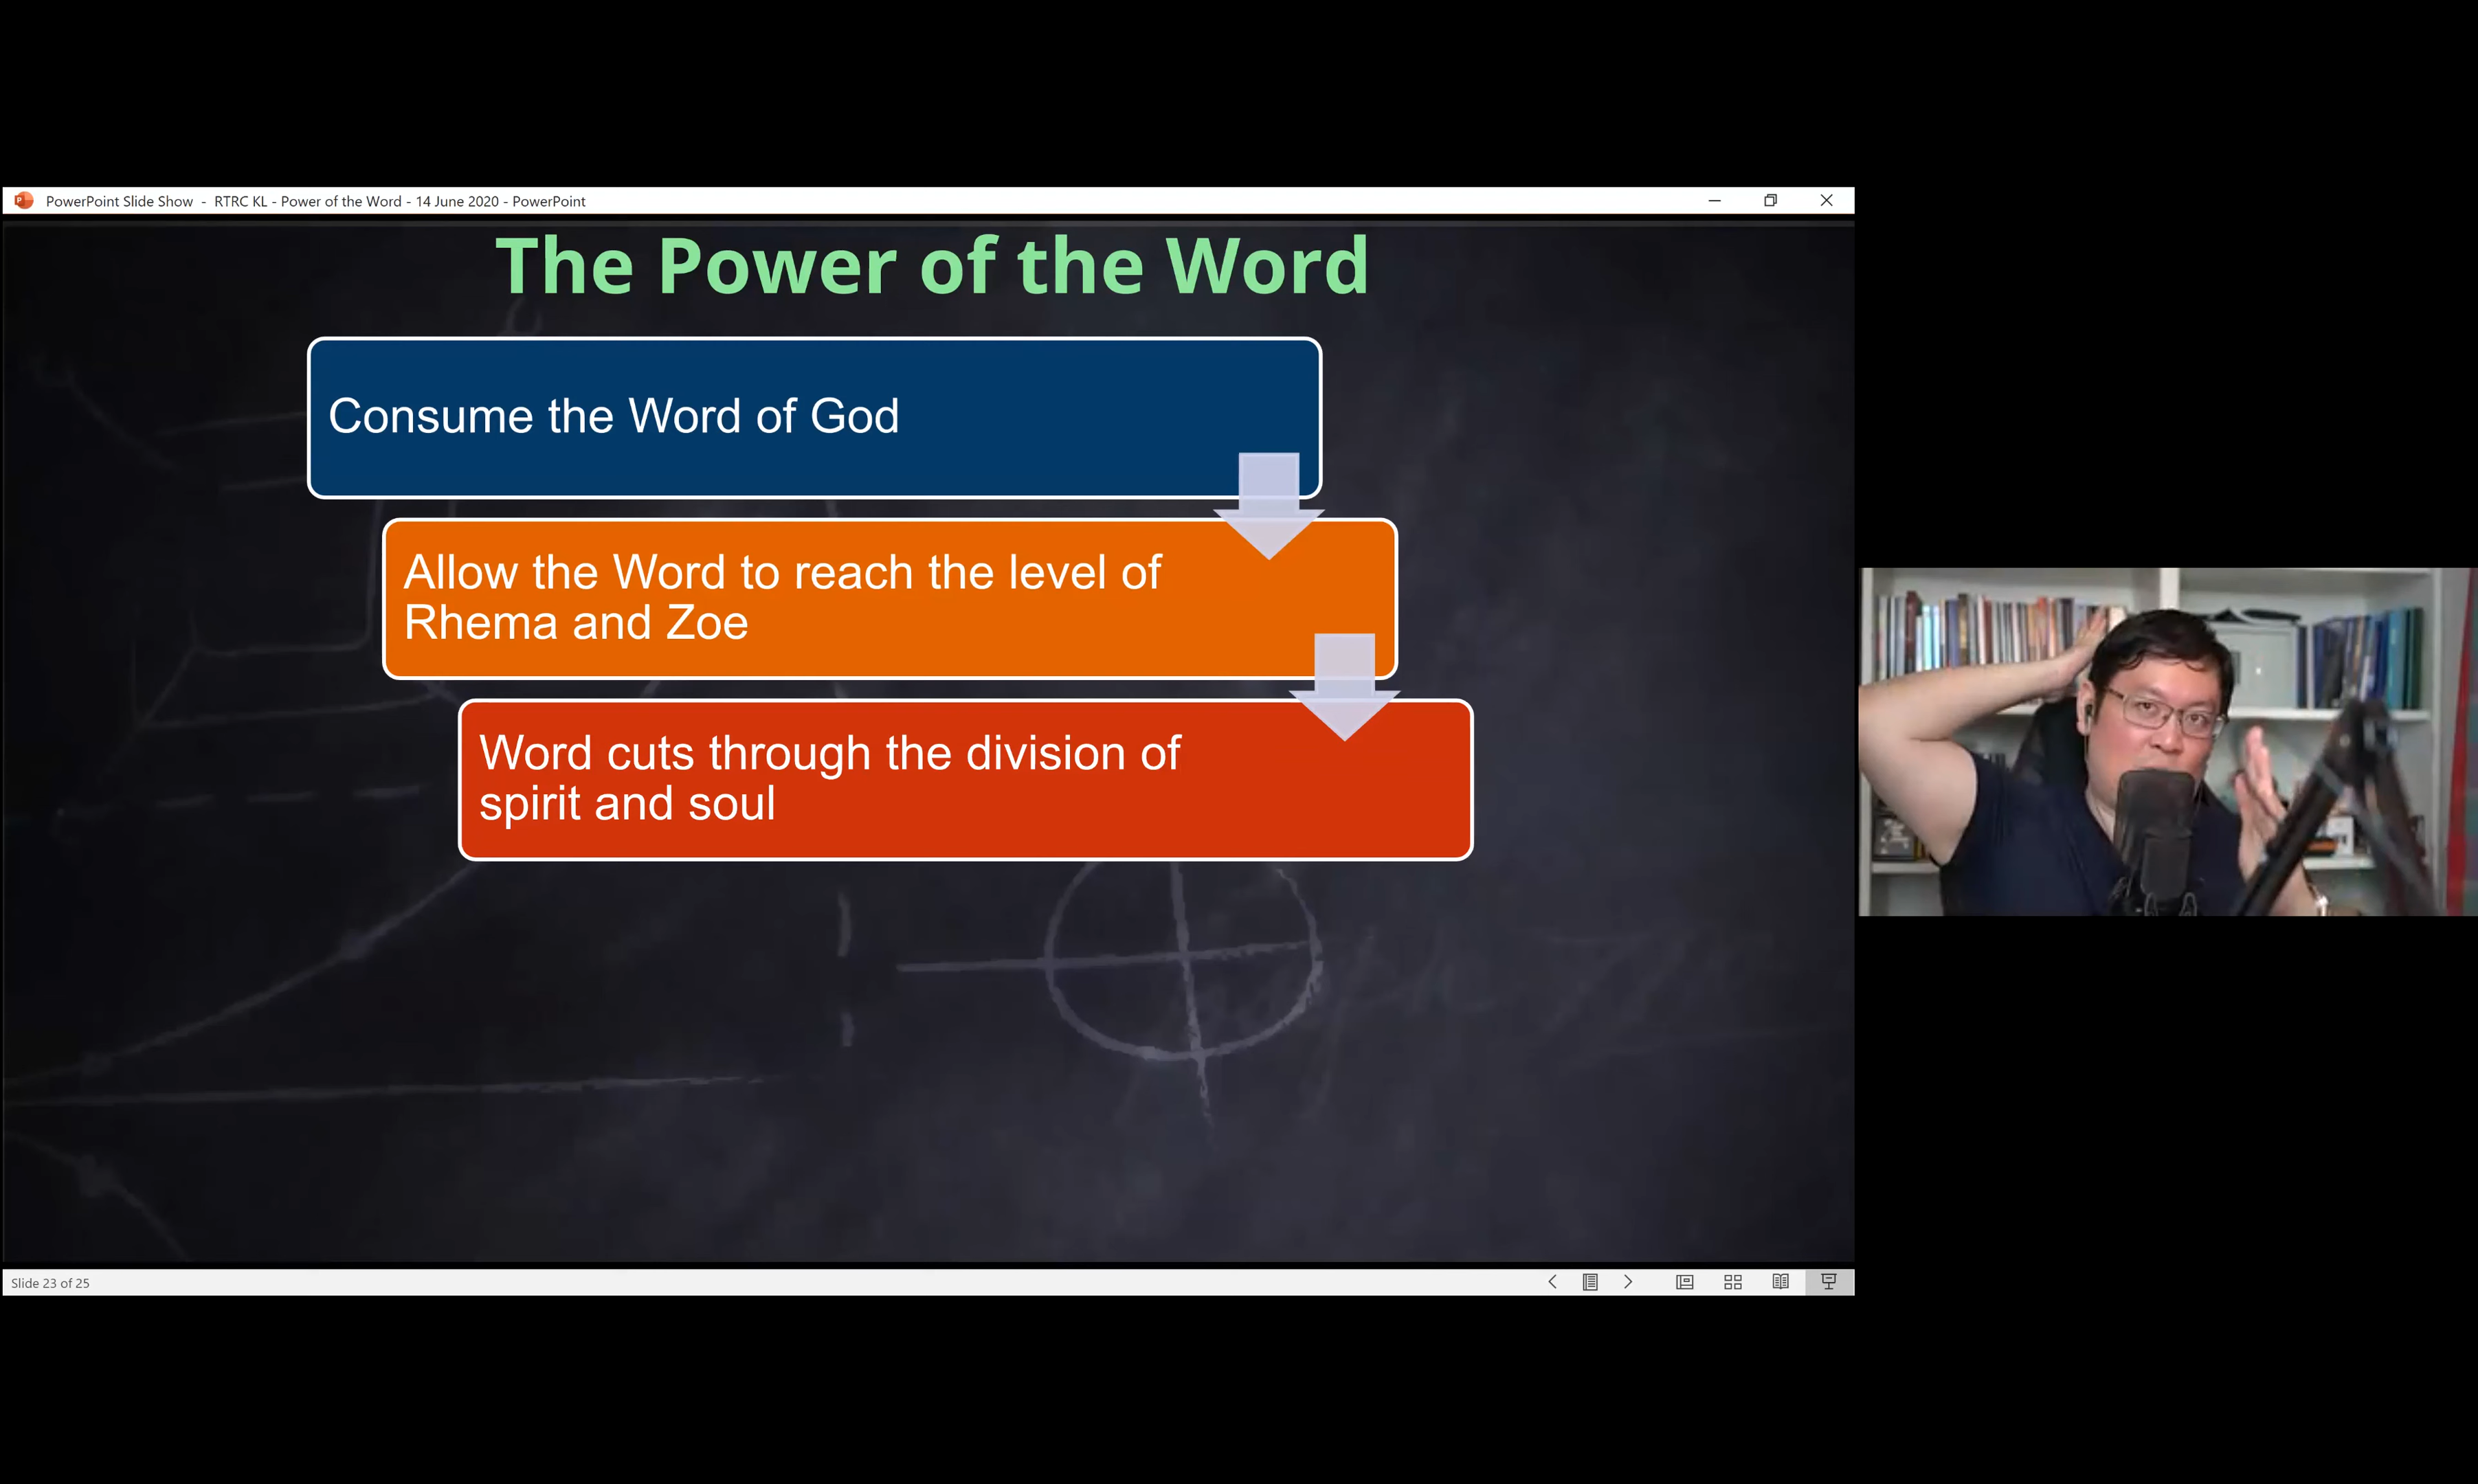 PowerPoint Slide Show - RTRC KL - Power of the Word - 14 June 2020 - PowerPoint
The Power of the Word
Consume the Word of God
Allow the Word to reach the level of
Rhema and Zoe
Word cuts through the division of
spirit and soul
Slide 23 of 25